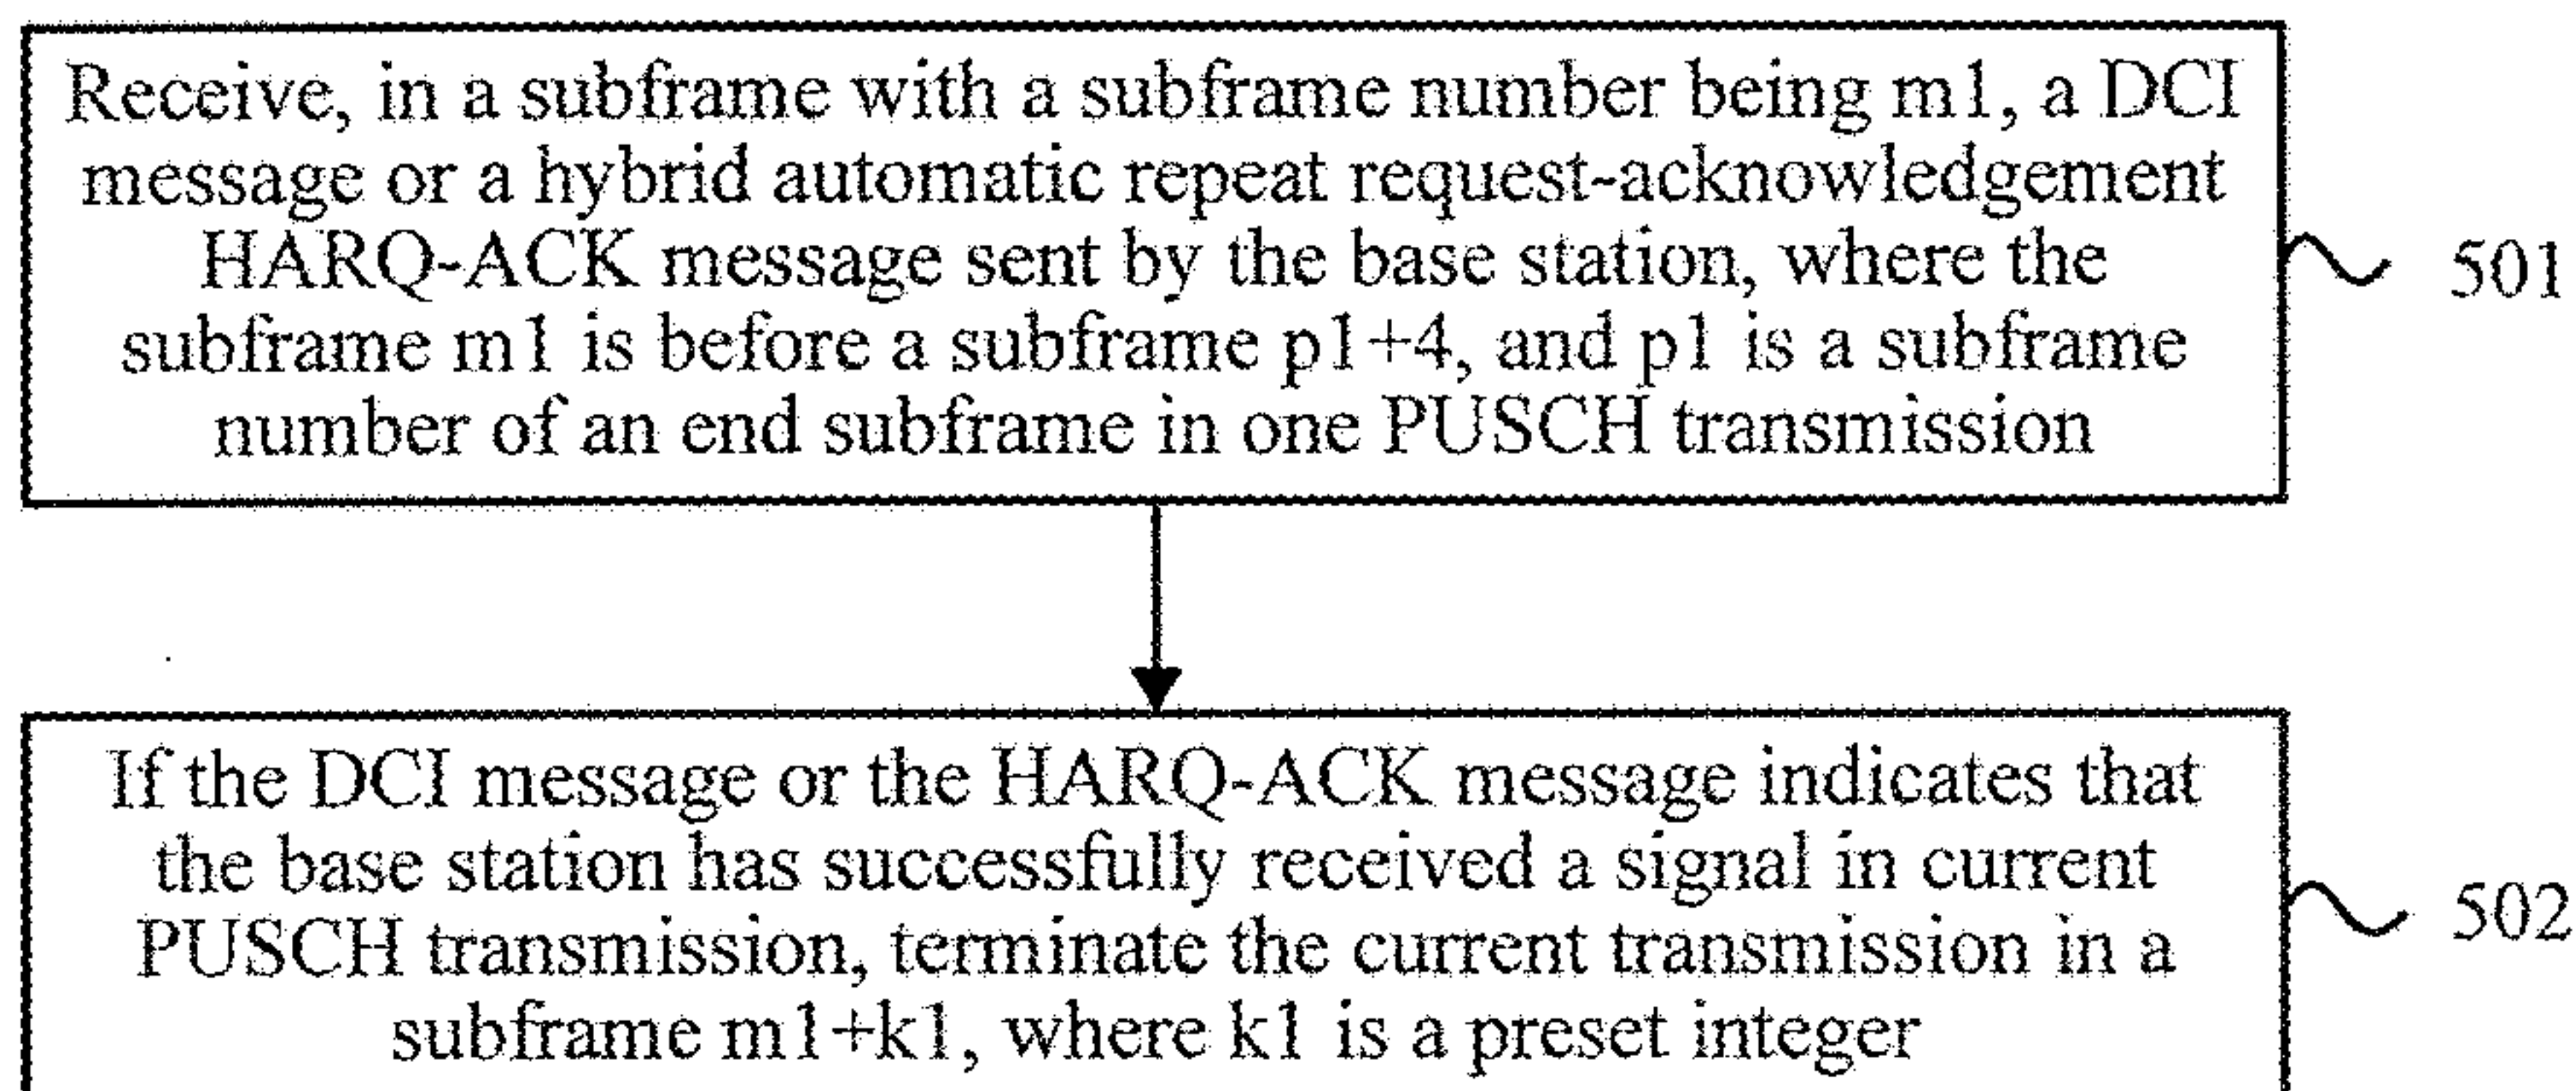 Receive, in a subframe with a subframe number being m1, a DCI
message or a hybrid automatic repeat request-acknowledgement
HARQ-ACK message sent by the base station, where the
subframe m1 is before a subframe p1+4, and p1 is a subframe
number of an end subframe in one PUSCH transmission
501
If the DCI message or the HARQ-ACK message indicates that
the base station has successfully received a signal in current
PUSCH transmission, terminate the current transmission in a
subframe m1+k1, where k1 is a preset integer
502